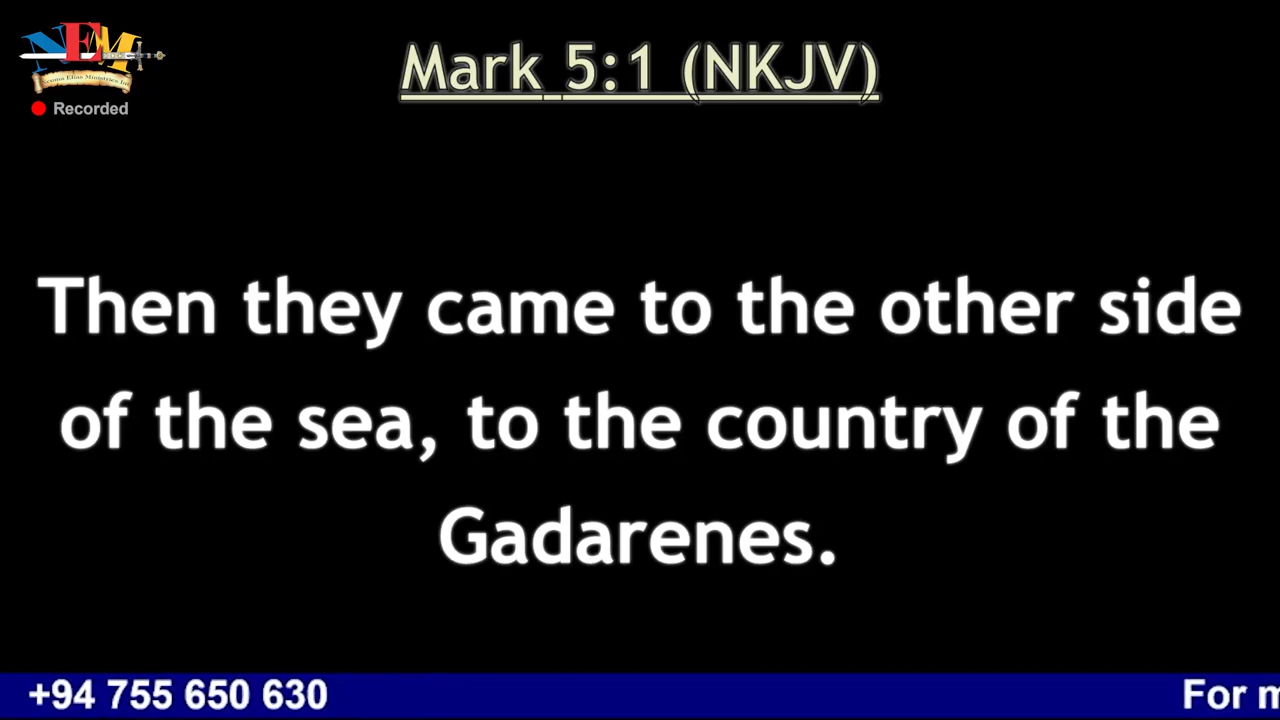 NEM
Mark 5:1 (NKJV)
Recorded
Then they came to the other side
of the sea, to the country of the
Gadarenes.
+94 755 650 630
For m